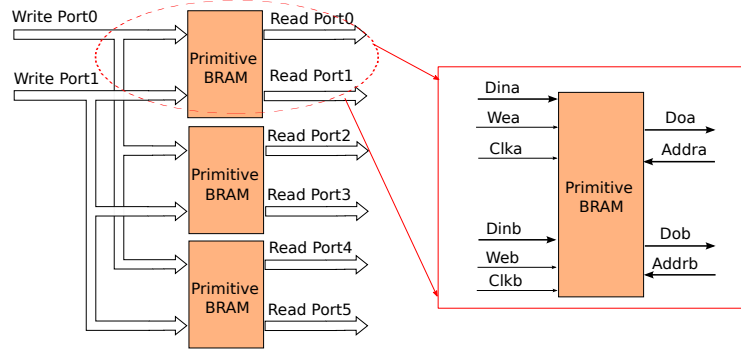 Write Port0
Read Port0
Primitive
BRAM
Write Port1
Read Port1
Read Port2
Primitive
BRAM
Read Port3
Read Port4
Primitive
BRAM
Read Port5
Dina
Wea
Clka
Doa
Addra
Primitive
BRAM
Dinb
Web
Clkb
Dob
Addrb